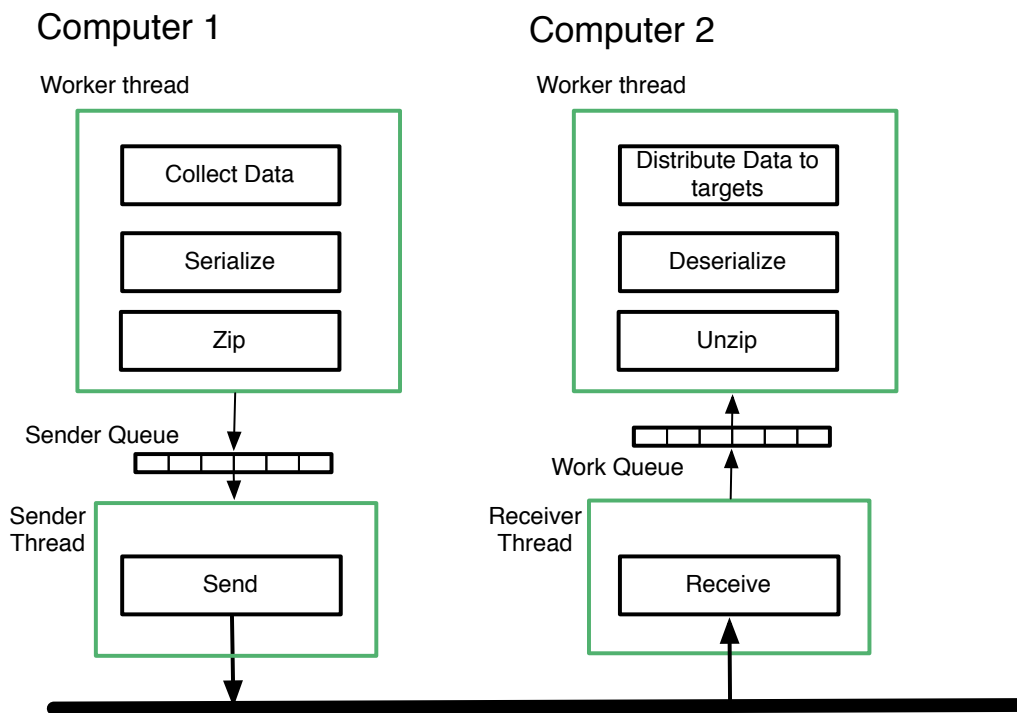 Computer 1
Worker thread
Collect Data
Serialize
Zip
Sender Queue
Sender
Thread
Send
Computer 2
Worker thread
Distribute Data to
targets
Deserialize
Unzip
Work Queue
Receiver
Thread
Receive